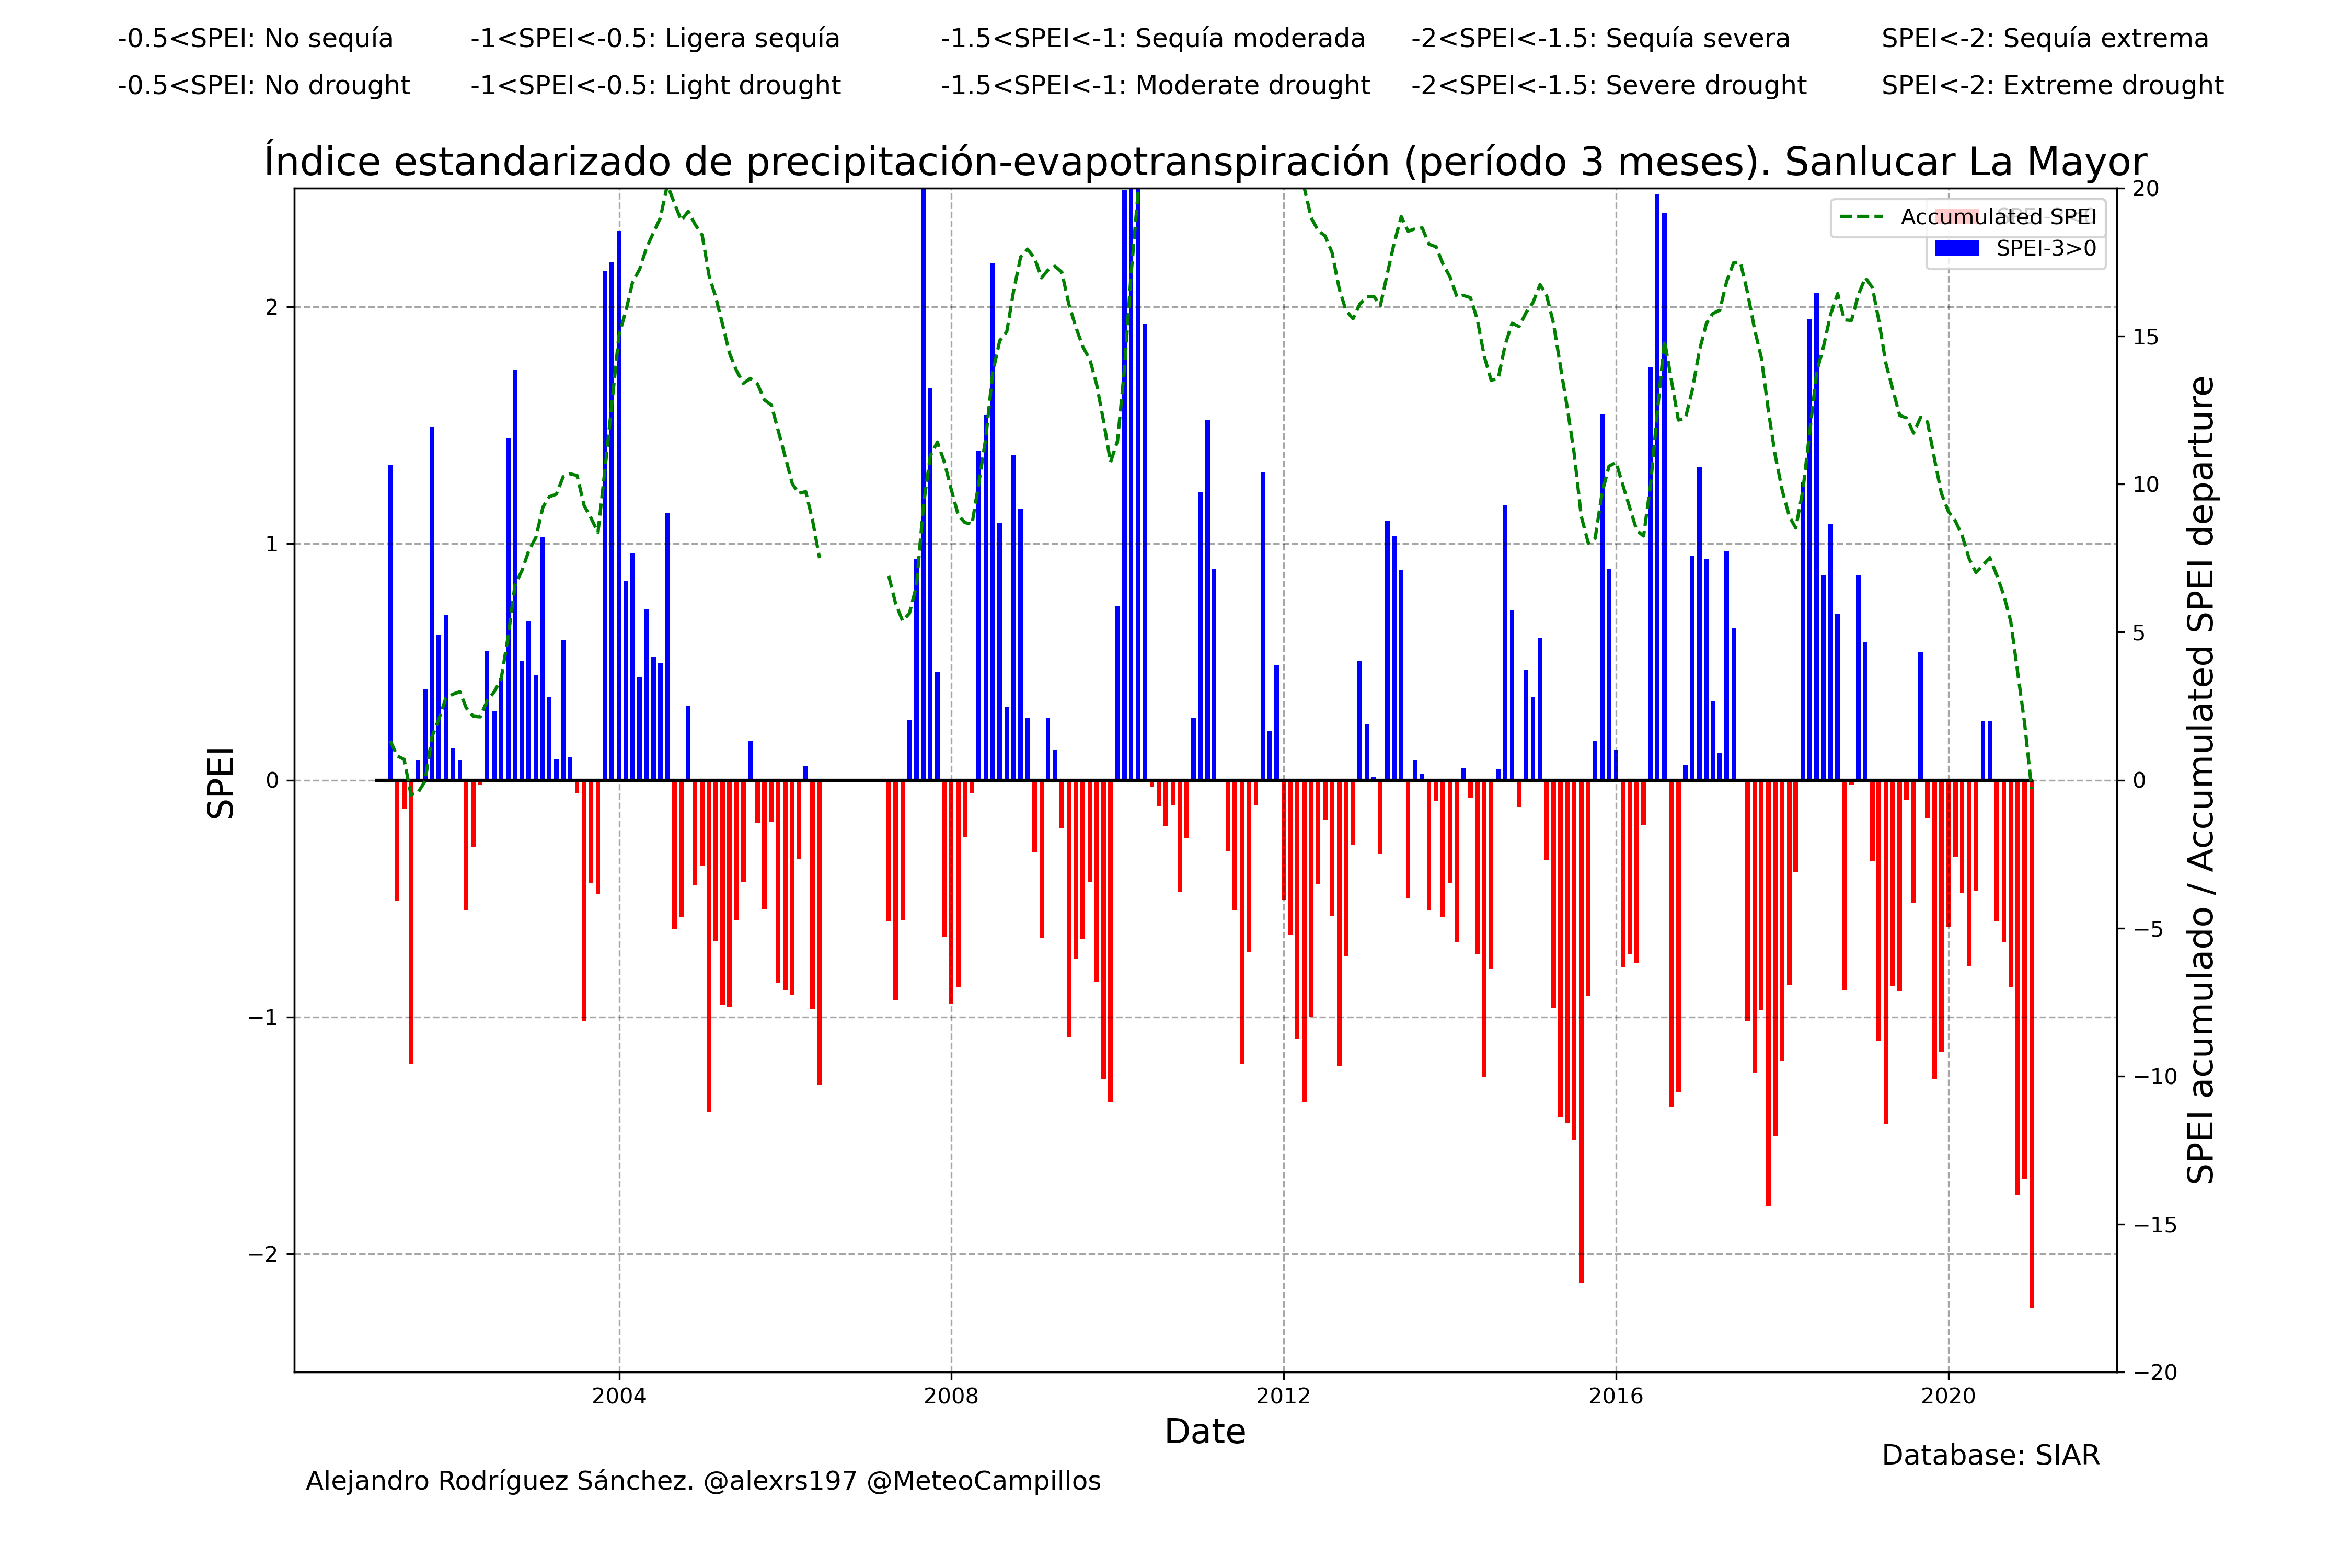 -0.5<SPEI: No sequía -1<SPEI<-0.5: Ligera sequía -1.5<SPEI<-1: Sequía moderada -2<SPEI<-1.5: Sequía severa SPEI<-2: Sequía extrema
-0.5<SPEI: No drought -1<SPEI<-0.5: Light drought -1.5<SPEI<-1: Moderate drought -2<SPEI<-1.5: Severe drought SPEI<-2: Extreme drought
Índice estandarizado de precipitación-evapotranspiración (período 3 meses). Sanlucar La Mayor
Accumulated SPEI
SPEI-3>0
SPEI
2
1
0
−1
−2
20
15
10
5
0
−5
−10
−15
−20
SPEI acumulado / Accumulated SPEI departure
2004 2008 2012 2016 2020
Date
Database: SIAR
Alejandro Rodríguez Sánchez. @alexrs197 @MeteoCampillos